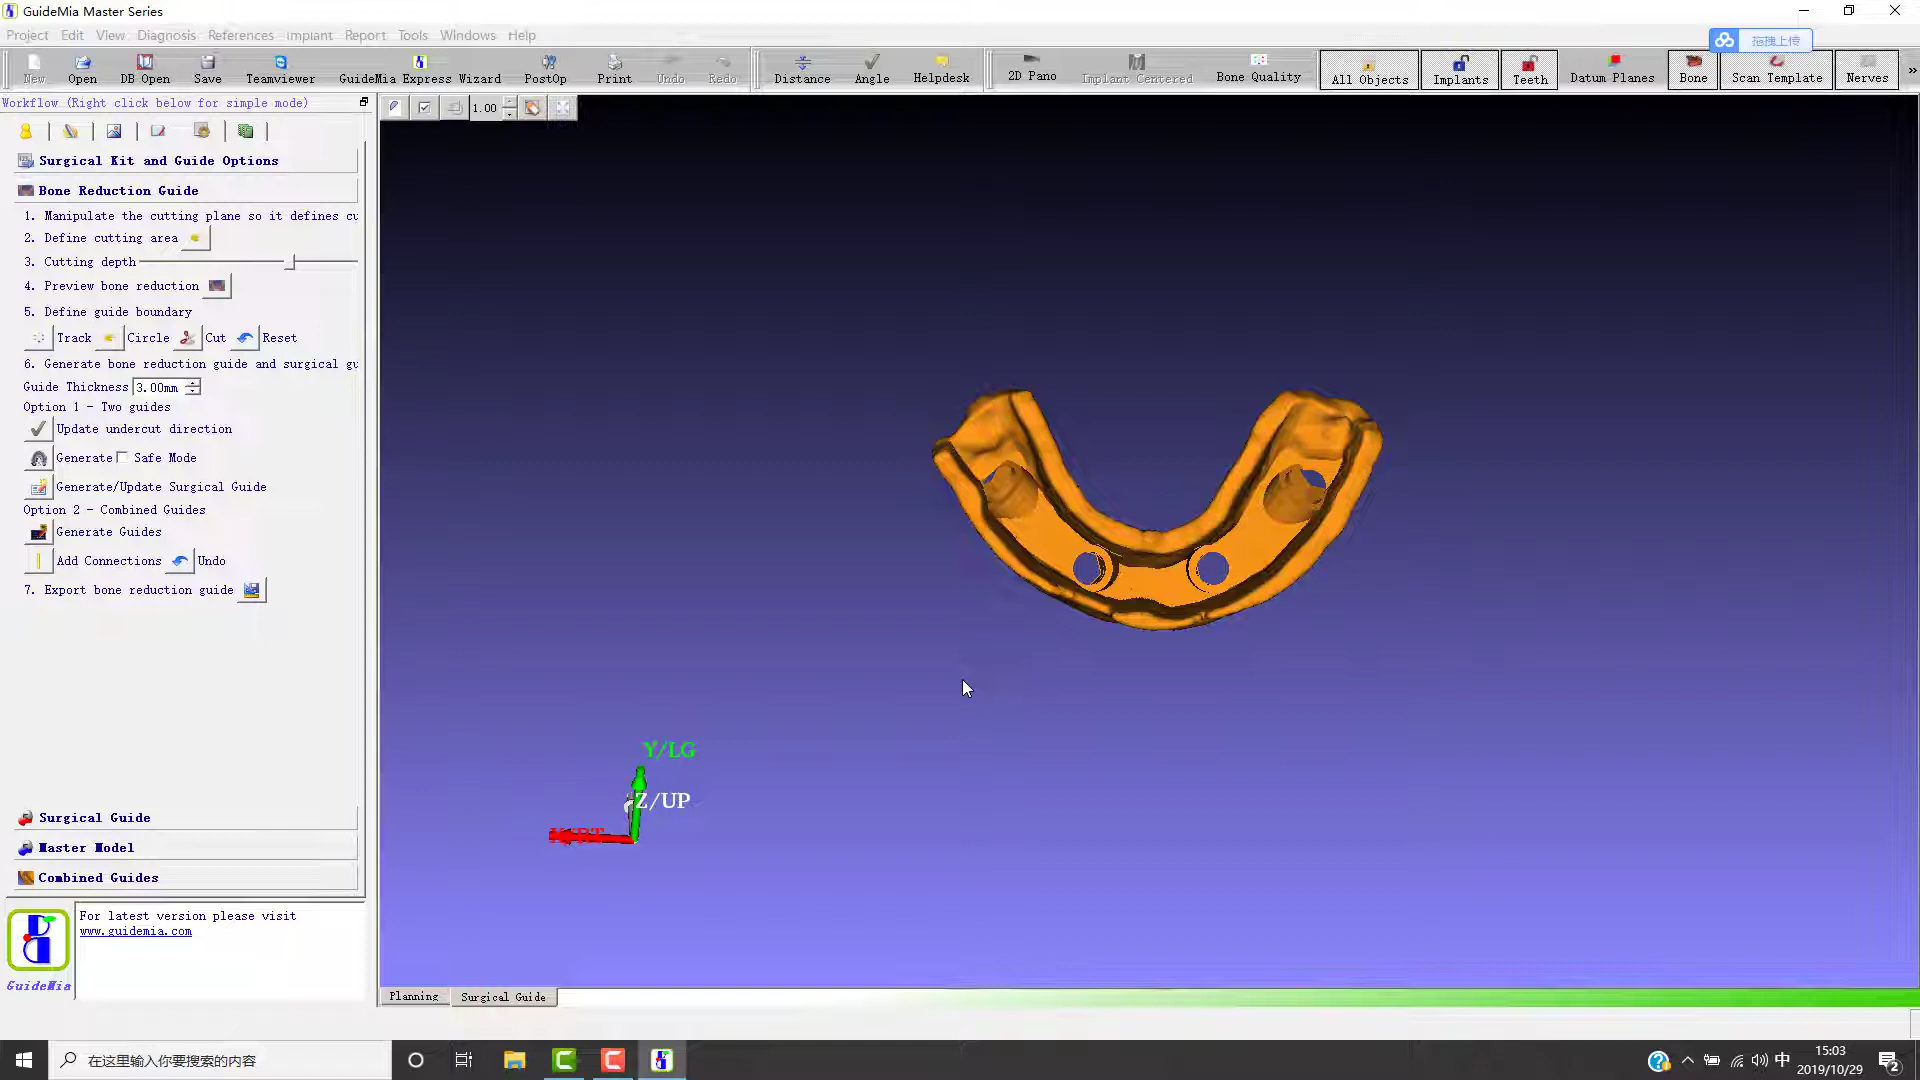 GuideMia Master Series
Project Edit View Diagnosis References Implant Report Tools Windows Help
拖拽上传
New Open DB Open Save Teamviewer GuideMia Express Wizard PostOp Print Undo Redo Distance Angle Helpdesk 2D Pano Implant Centered Bone Quality All Objects Implants Teeth Datum Planes Bone Scan Template Nerves »
Workflow (Right click below for simple mode)
1.00
Surgical Kit and Guide Options
Bone Reduction Guide
1. Manipulate the cutting plane so it defines cu
2. Define cutting area
3. Cutting depth
4. Preview bone reduction
5. Define guide boundary
Track Circle Cut Reset
6. Generate bone reduction guide and surgical gu
Guide Thickness 3.00mm
Option 1 - Two guides
Update undercut direction
Generate Safe Mode
Generate/Update Surgical Guide
Option 2 - Combined Guides
Generate Guides
Add Connections Undo
7. Export bone reduction guide
Y/LG
Z/UP
Surgical Guide
Master Model
Combined Guides
For latest version please visit
www.guidemia.com
GuideMia
Planning Surgical Guide
在这里输入你要搜索的内容
中
15:03
2019/10/29
2